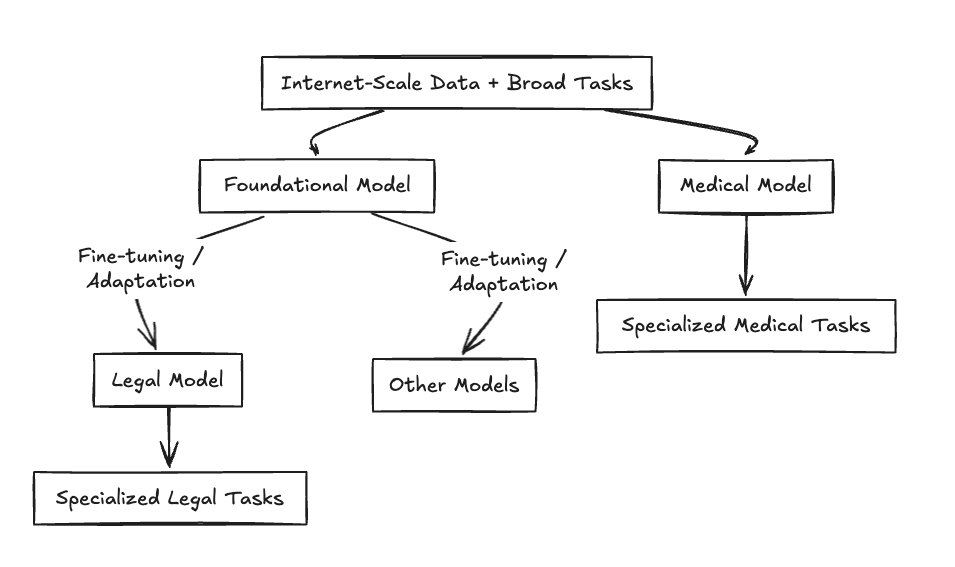 Internet-Scale Data + Broad Tasks
Foundational Model
Medical Model
Fine-tuning /
Adaptation
Fine-tuning /
Adaptation
Specialized Medical Tasks
Legal Model
Other Models
Specialized Legal Tasks